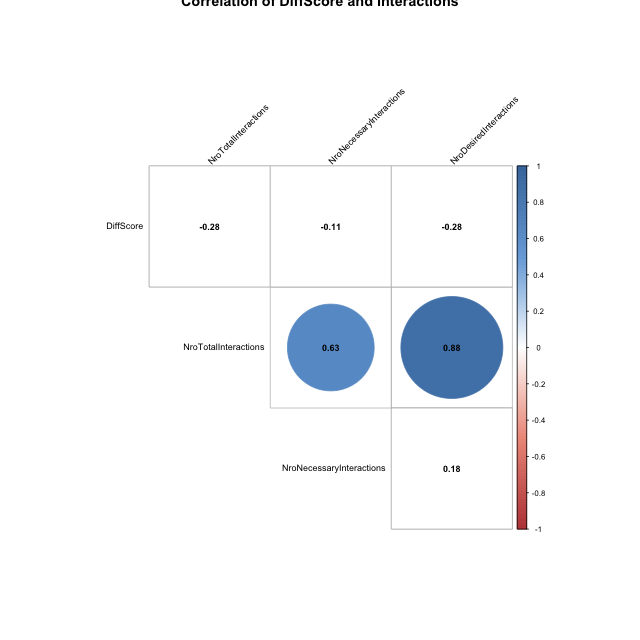 Correlation of DiffScore and Interactions
NroTotalInteractions
NroNecessaryInteractions
NroDesiredInteractions
DiffScore
-0.28
-0.11
-0.28
NroTotalInteractions
0.63
0.88
NroNecessaryInteractions
0.18
1
0.8
0.6
0.4
0.2
0
-0.2
-0.4
-0.6
-0.8
-1